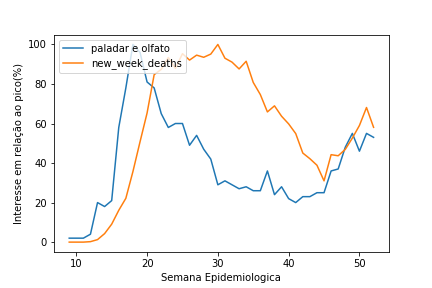 100
80
60
40
20
0
Interesse em relação ao pico(%)
paladar e olfato
new_week_deaths
10
20
30
40
50
Semana Epidemiologica